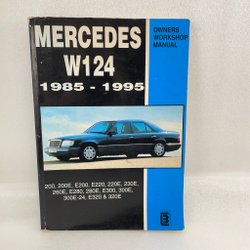 MERCEDES
W124
1985 - 1995
OWNERS
WORKSHOP
MANUAL
200, 200E, E200, E220, 220E, 230E,
260E, E280, 280E, E300, 300E,
300E-24, E320 & 320E